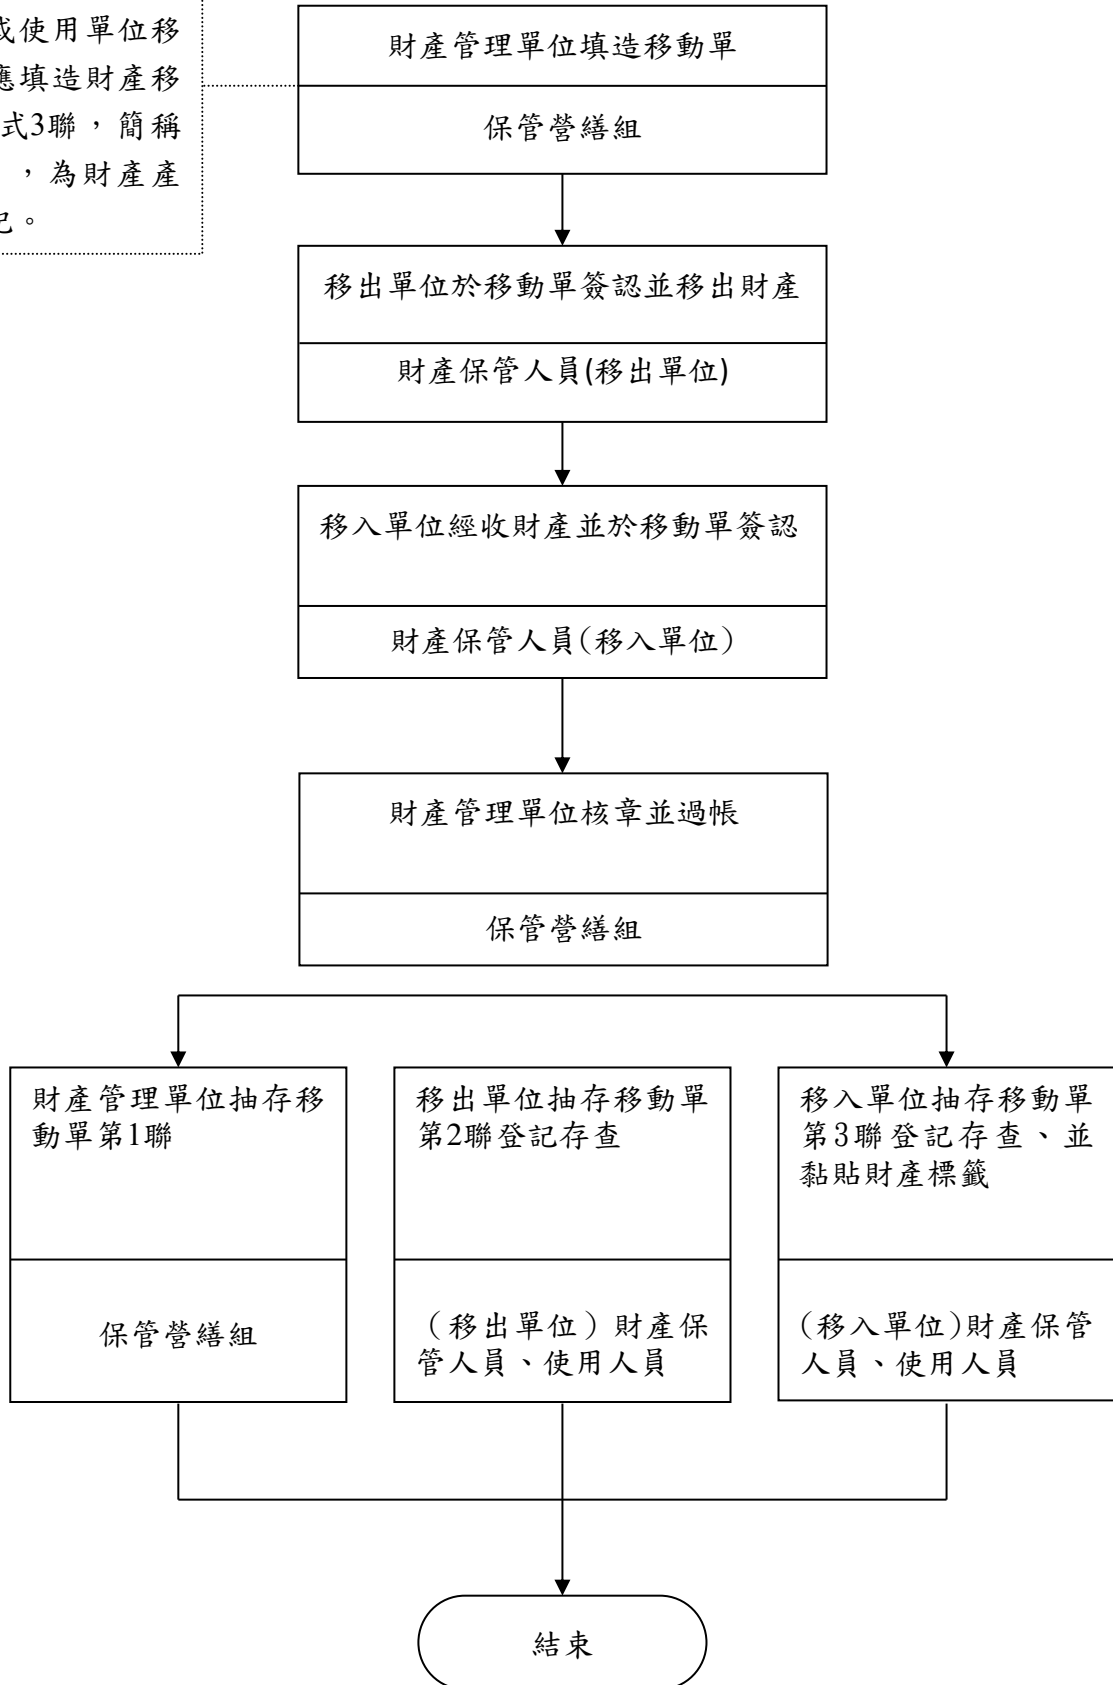 或使用單位移
應填造財產移
式3聯，簡稱
，為財產產
記。
財產管理單位填造移動單
保管營繕組
移出單位於移動單簽認並移出財產
財產保管人員(移出單位)
移入單位經收財產並於移動單簽認
財產保管人員(移入單位)
財產管理單位核章並過帳
保管營繕組
財產管理單位抽存移
動單第1聯
保管營繕組
移出單位抽存移動單
第2聯登記存查
（移出單位）財產保
管人員、使用人員
移入單位抽存移動單
第3聯登記存查、並
黏貼財產標籤
(移入單位)財產保管
人員、使用人員
結束